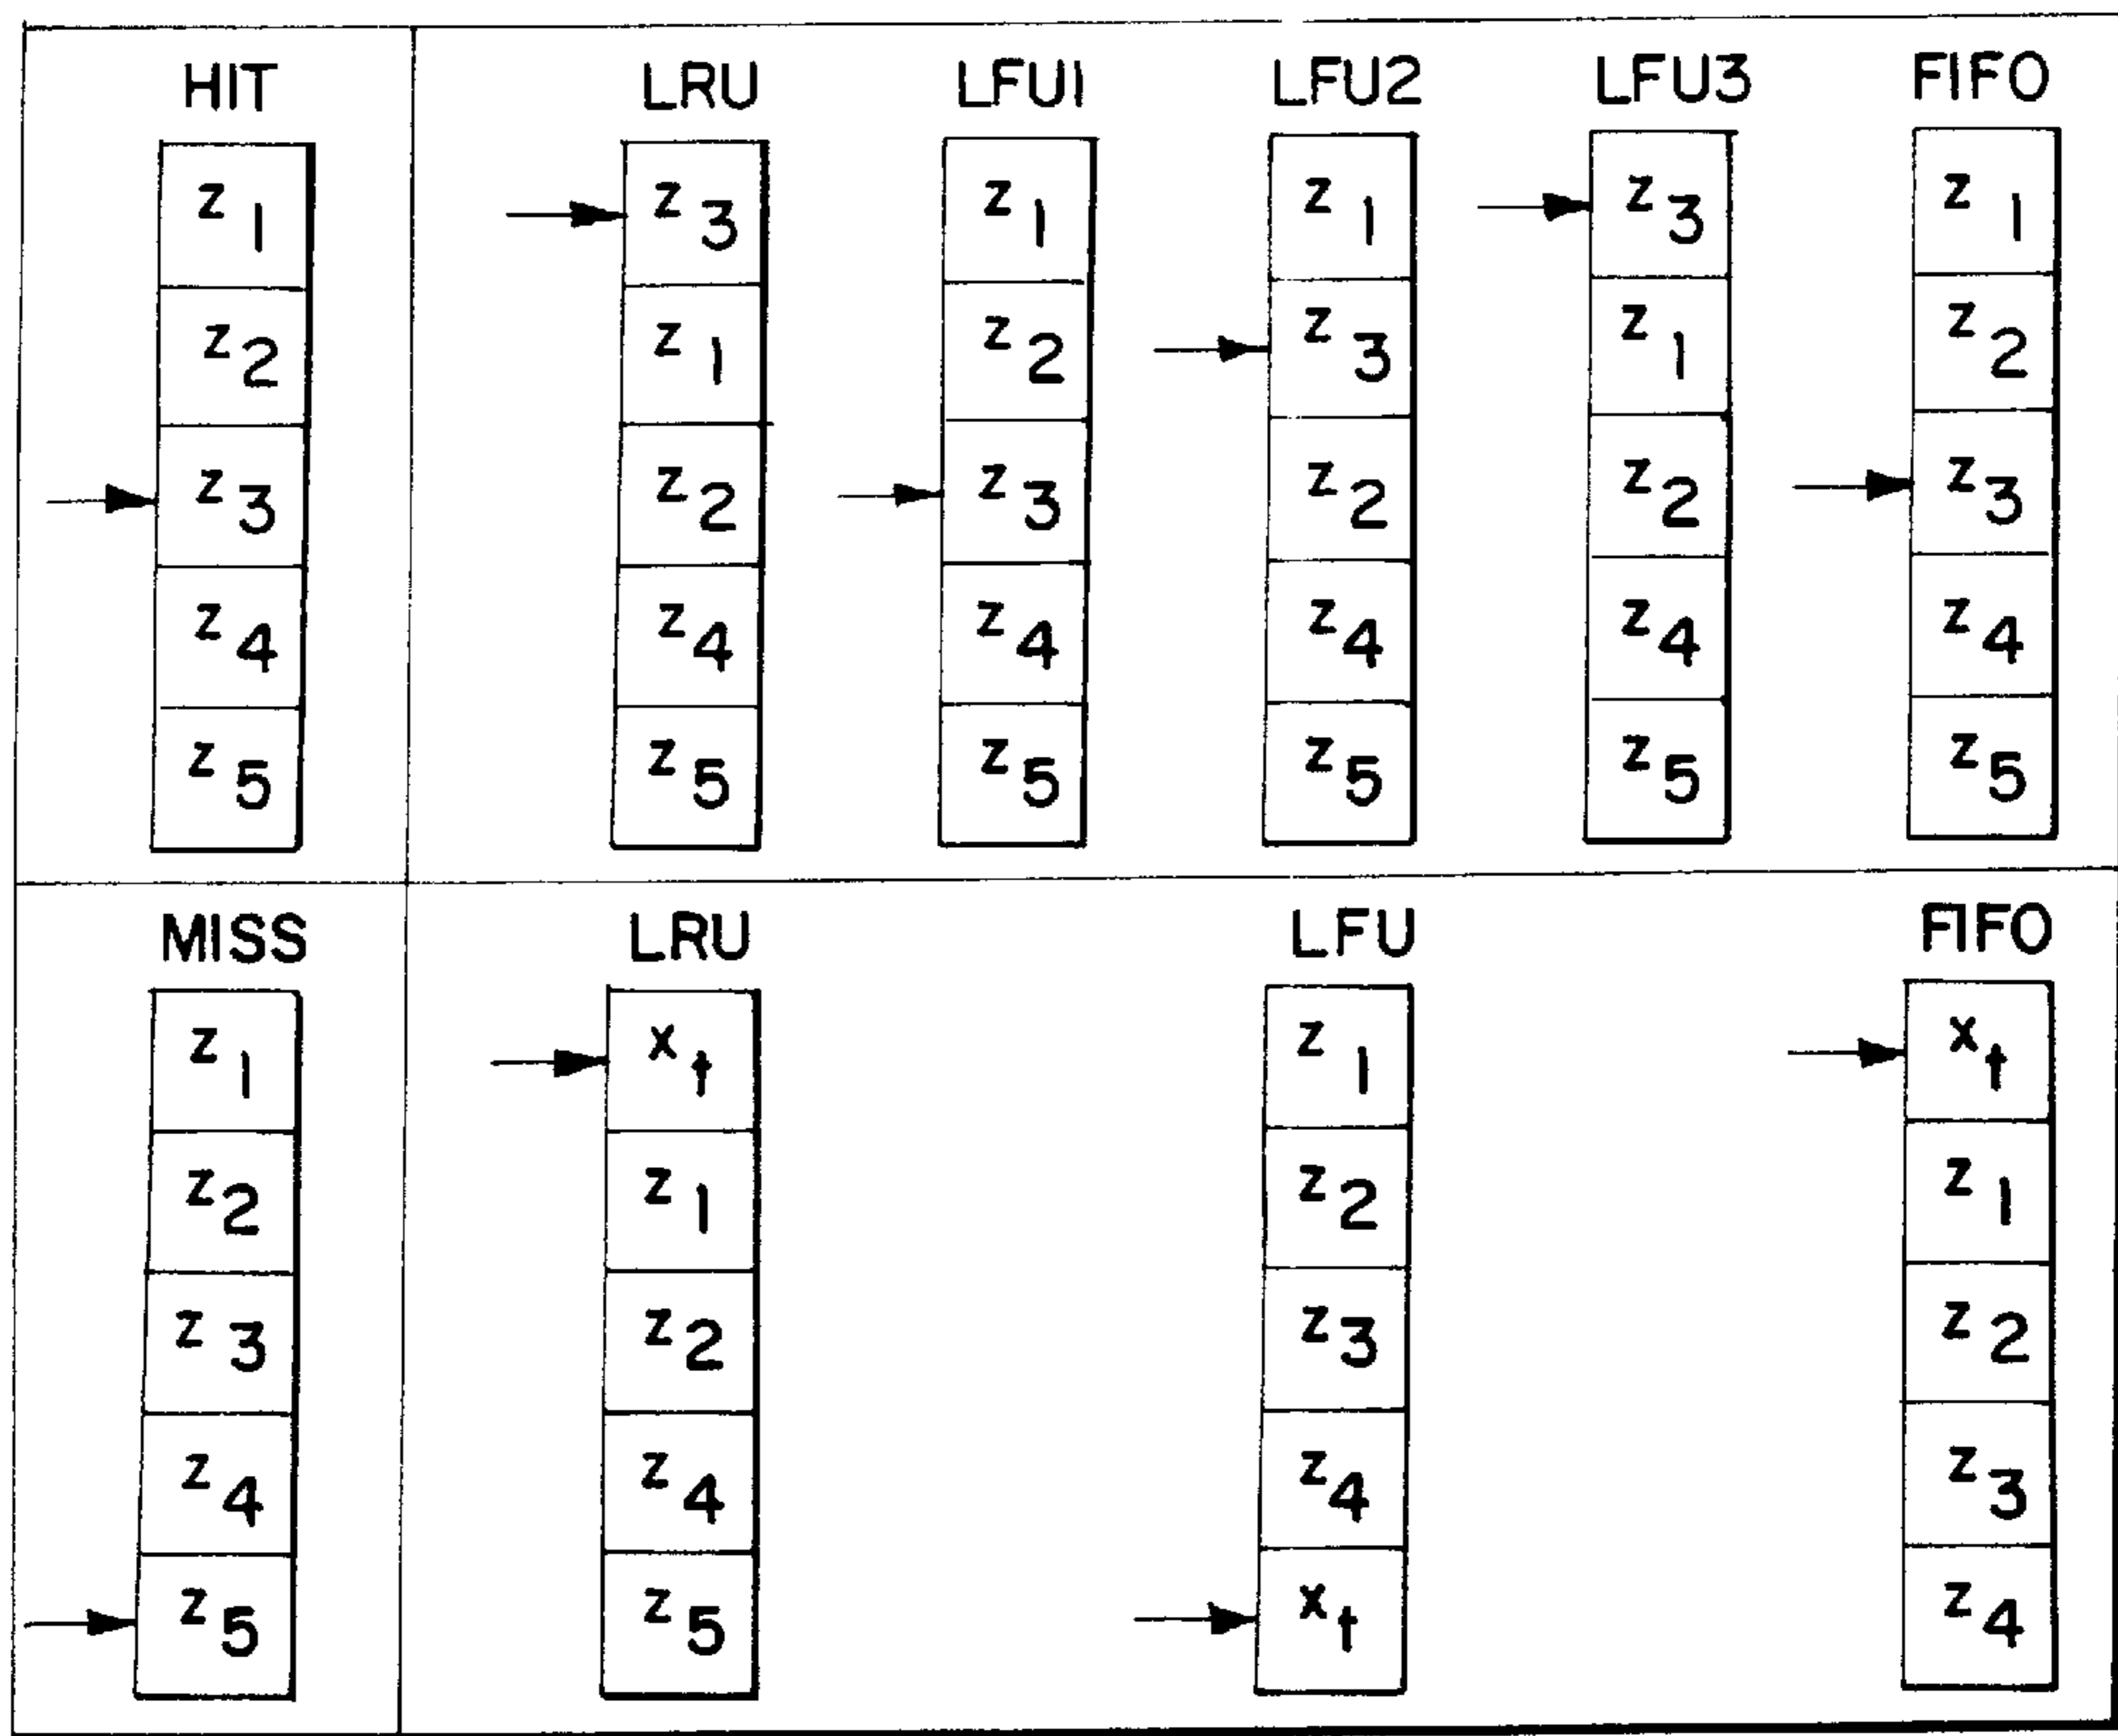 HIT LRU LFU1 LFU2 LFU3 FIFO
z1 z3 z1 z1 z3 z1
z2 z1 z2 z3 z1 z2
z3 z2 z3 z2 z2 z3
z4 z4 z4 z4 z4 z4
z5 z5 z5 z5 z5 z5
MISS LRU LFU FIFO
z1 xt z1 xt
z2 z1 z2 z1
z3 z2 z3 z2
z4 z4 z4 z3
z5 z5 xt z4